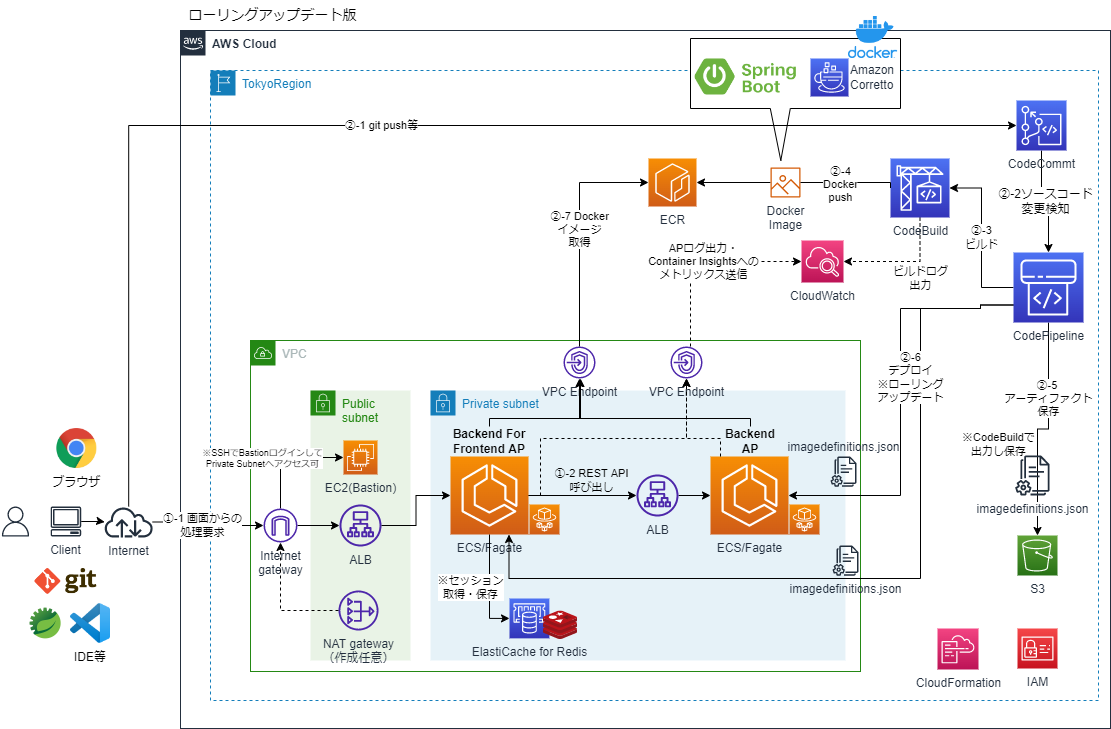 ローリングアップデート版
aws
AWS Cloud
TokyoRegion
Spring
Boot
docker
Amazon
Corretto
②-1 git push等
CodeCommt
②-2ソースコード
変更検知
②-4
Docker
push
ECR
Docker
Image
CodeBuild
②-3
ビルド
②-7 Docker
イメージ
取得
APログ出力・
Container Insightsへの
メトリックス送信
CloudWatch
ビルドログ
出力
CodePipeline
VPC
VPC Endpoint
VPC Endpoint
②-6
デプロイ
※ローリング
アップデート
②-5
アーティファクト
保存
Public
subnet
Private subnet
Backend For
Frontend AP
Backend
AP
imagedefinitions.json
※CodeBuildで
出力し保存
imagedefinitions.json
ブラウザ
※SSHでBastionログインして
Private Subnetへアクセス可
EC2(Bastion)
①-2 REST API
呼び出し
①-1 画面からの
処理要求
Client
Internet
Internet
gateway
ALB
ECS/Fagate
ALB
ECS/Fagate
imagedefinitions.json
S3
git
※セッション
取得・保存
NAT gateway
（作成任意）
ElastiCache for Redis
IDE等
CloudFormation
IAM